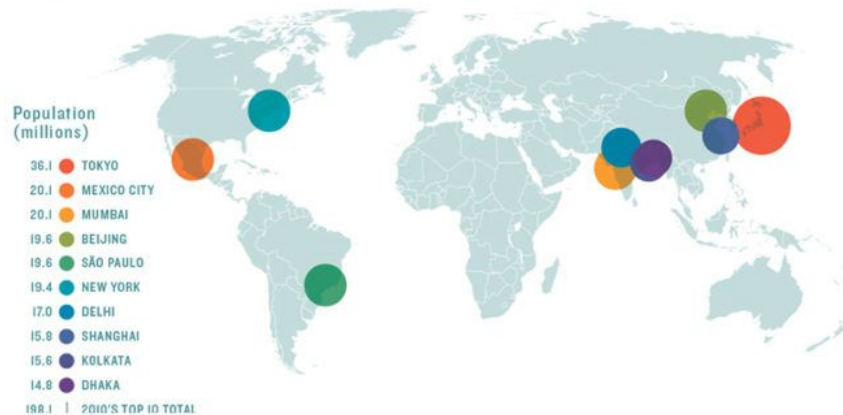 Population
(millions)
36.1 TOKYO
20.1 MEXICO CITY
20.1 MUMBAI
19.6 BEIJING
19.6 SÃO PAULO
19.4 NEW YORK
17.0 DELHI
15.8 SHANGHAI
15.6 KOLKATA
14.8 DHAKA
198.1 | 2010'S TOP 10 TOTAL